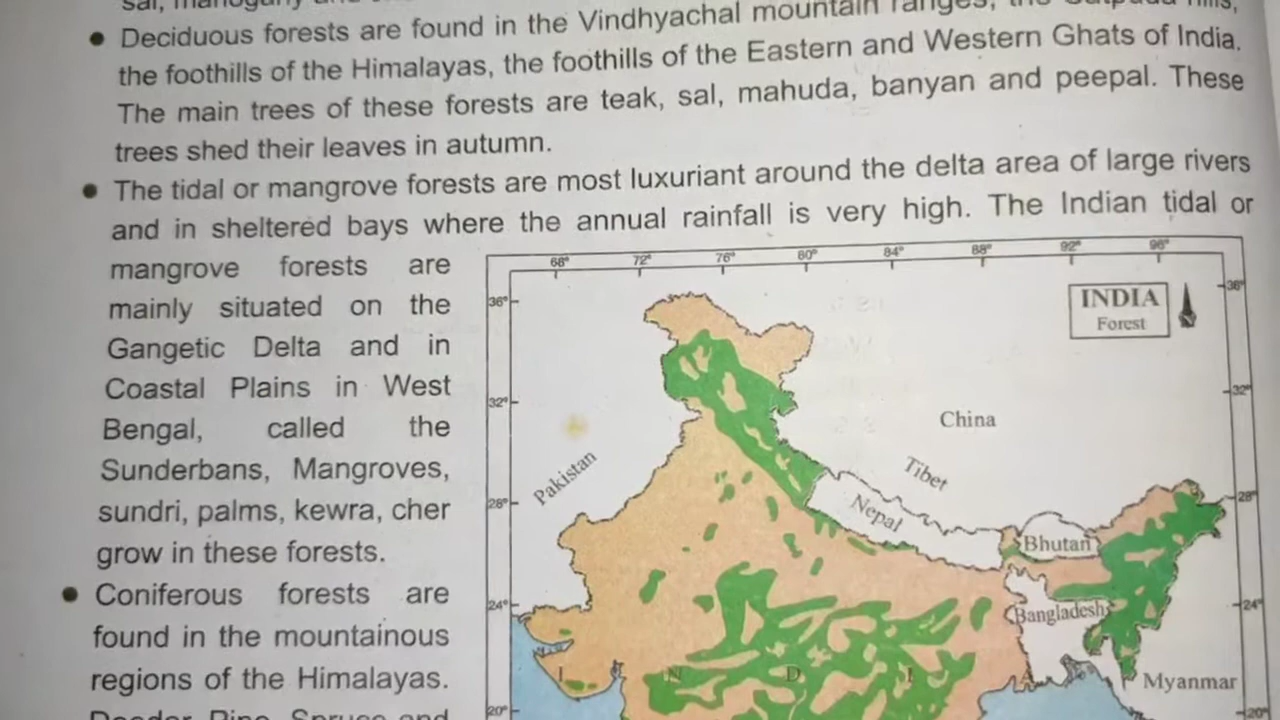 sal,
Deciduous forests are found in the Vindhyachal mountain ranges,
the foothills of the Himalayas, the foothills of the Eastern and Western Ghats of India.
The main trees of these forests are teak, sal, mahuda, banyan and peepal. These
trees shed their leaves in autumn.
The tidal or mangrove forests are most luxuriant around the delta area of large rivers
and in sheltered bays where the annual rainfall is very high. The Indian tidal or
mangrove forests are
mainly situated on the
Gangetic Delta and in
Coastal Plains in West
Bengal, called the
Sunderbans, Mangroves,
sundri, palms, kewra, cher
grow in these forests.
Coniferous forests are
found in the mountainous
regions of the Himalayas.
68° 72° 76° 80° 84° 88° 92° 96°
INDIA
Forest
N
36° 36°
32° 32°
28° 28°
24° 24°
20° 20°
China
Tibet
Pakistan
Nepal
Bhutan
Bangladesh
Myanmar
I N D I